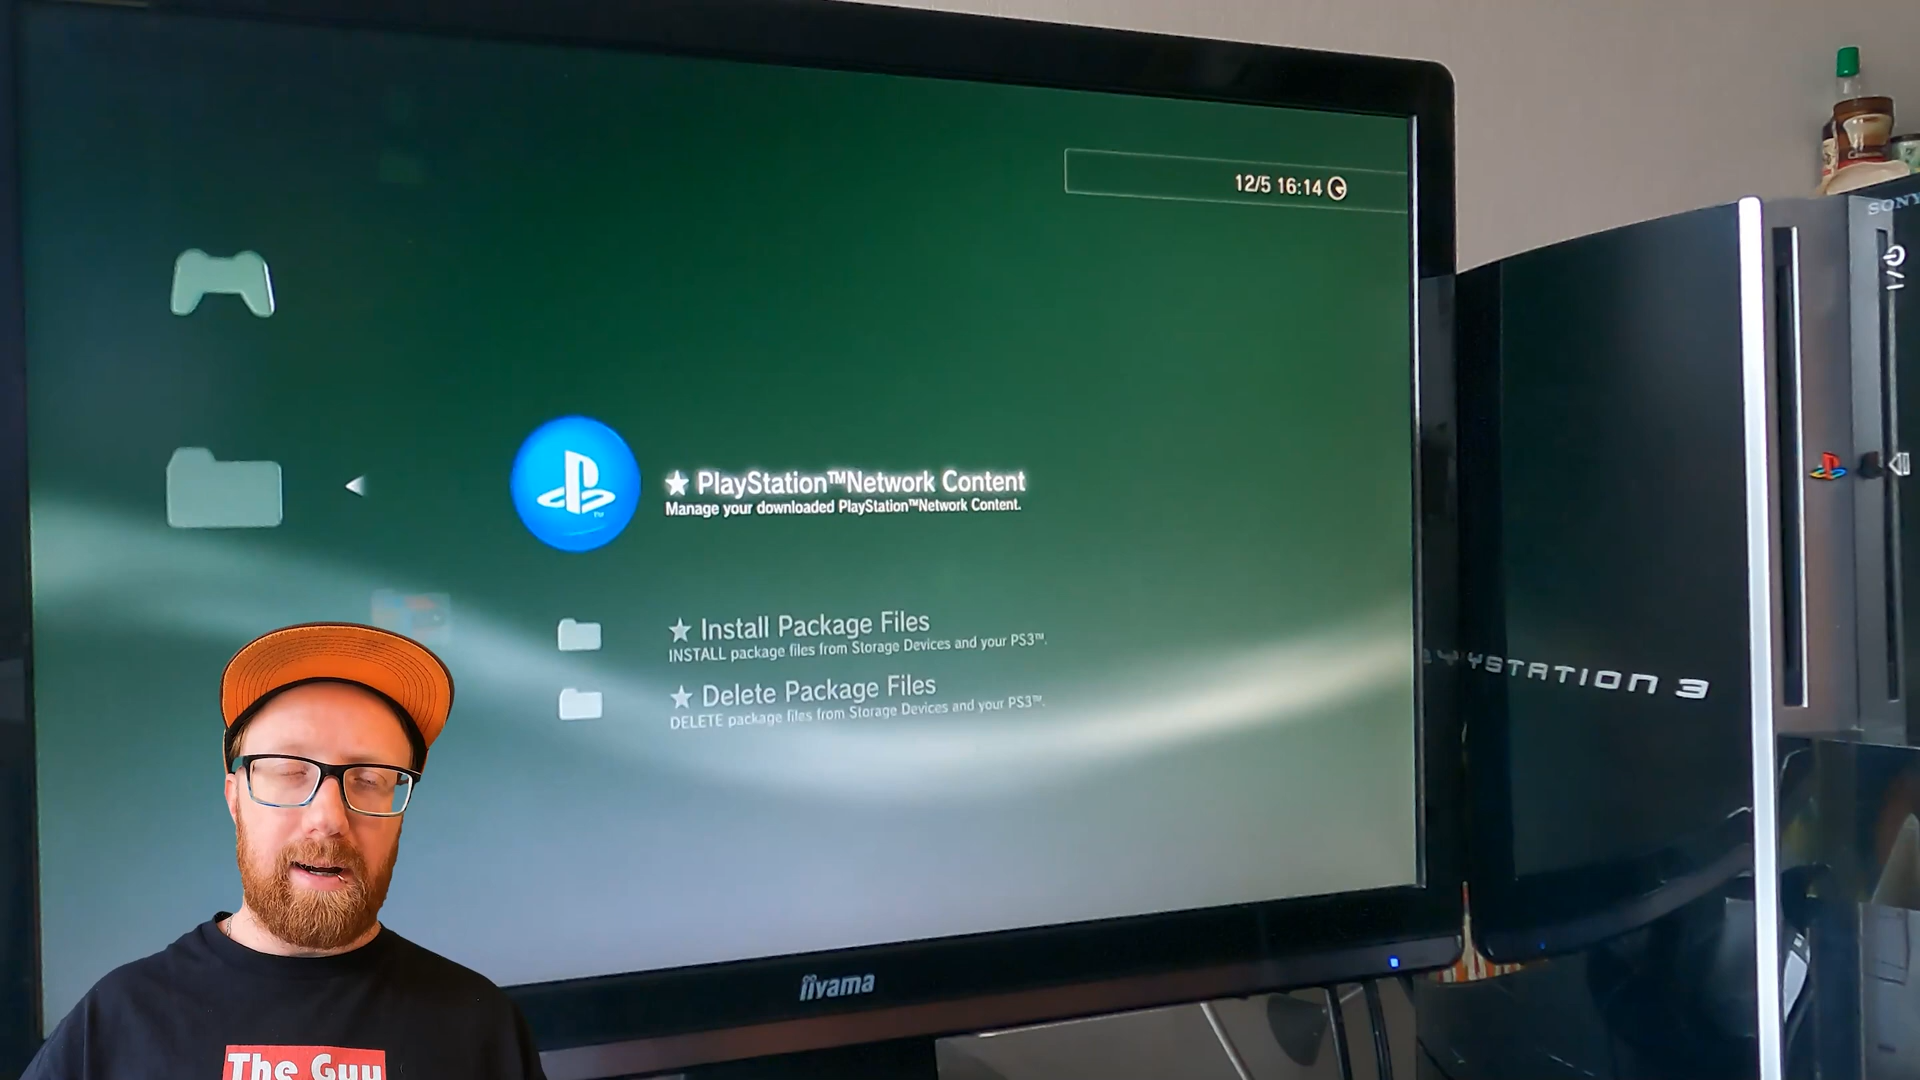 12/5 16:14
SONY
★ PlayStation™Network Content
Manage your downloaded PlayStation™Network Content.
★ Install Package Files
INSTALL package files from Storage Devices and your PS3™.
★ Delete Package Files
DELETE package files from Storage Devices and your PS3™.
YSTATION 3
iiyama
The Guy